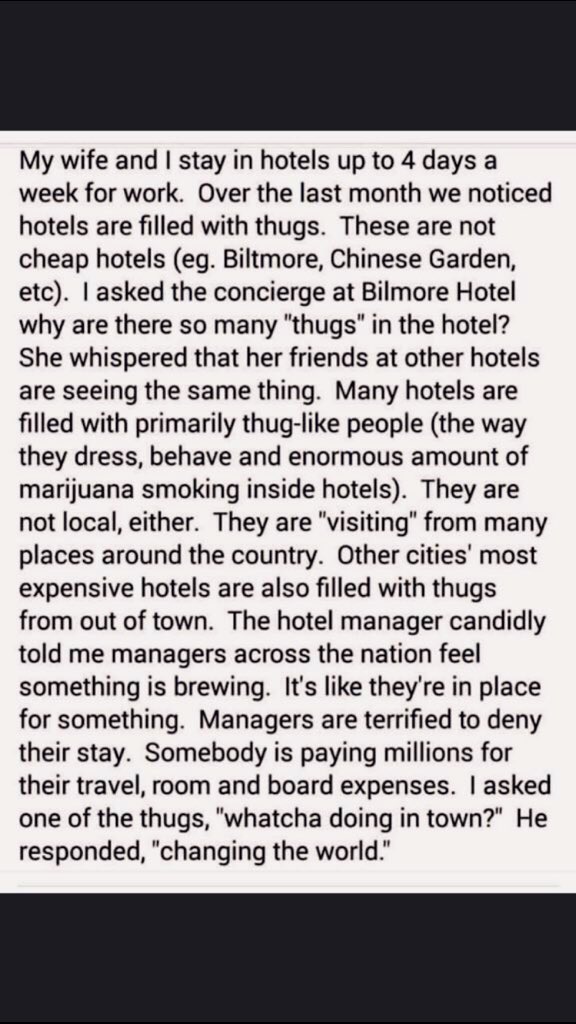 My wife and I stay in hotels up to 4 days a
week for work.  Over the last month we noticed
hotels are filled with thugs.  These are not
cheap hotels (eg. Biltmore, Chinese Garden,
etc).  I asked the concierge at Bilmore Hotel
why are there so many "thugs" in the hotel?
She whispered that her friends at other hotels
are seeing the same thing.  Many hotels are
filled with primarily thug-like people (the way
they dress, behave and enormous amount of
marijuana smoking inside hotels).  They are
not local, either.  They are "visiting" from many
places around the country.  Other cities' most
expensive hotels are also filled with thugs
from out of town.  The hotel manager candidly
told me managers across the nation feel
something is brewing.  It's like they're in place
for something.  Managers are terrified to deny
their stay.  Somebody is paying millions for
their travel, room and board expenses.  I asked
one of the thugs, "whatcha doing in town?"  He
responded, "changing the world."